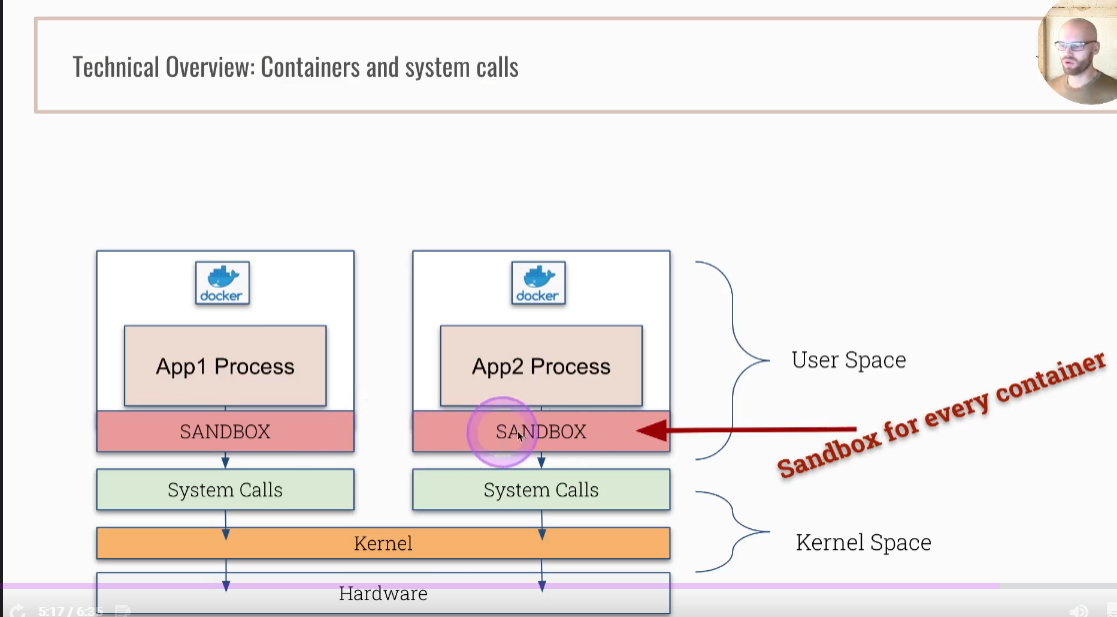 Technical Overview: Containers and system calls
docker
docker
App1 Process
App2 Process
SANDBOX
SANDBOX
System Calls
System Calls
Kernel
Hardware
User Space
Sandbox for every container
Kernel Space
5:17 / 6:35